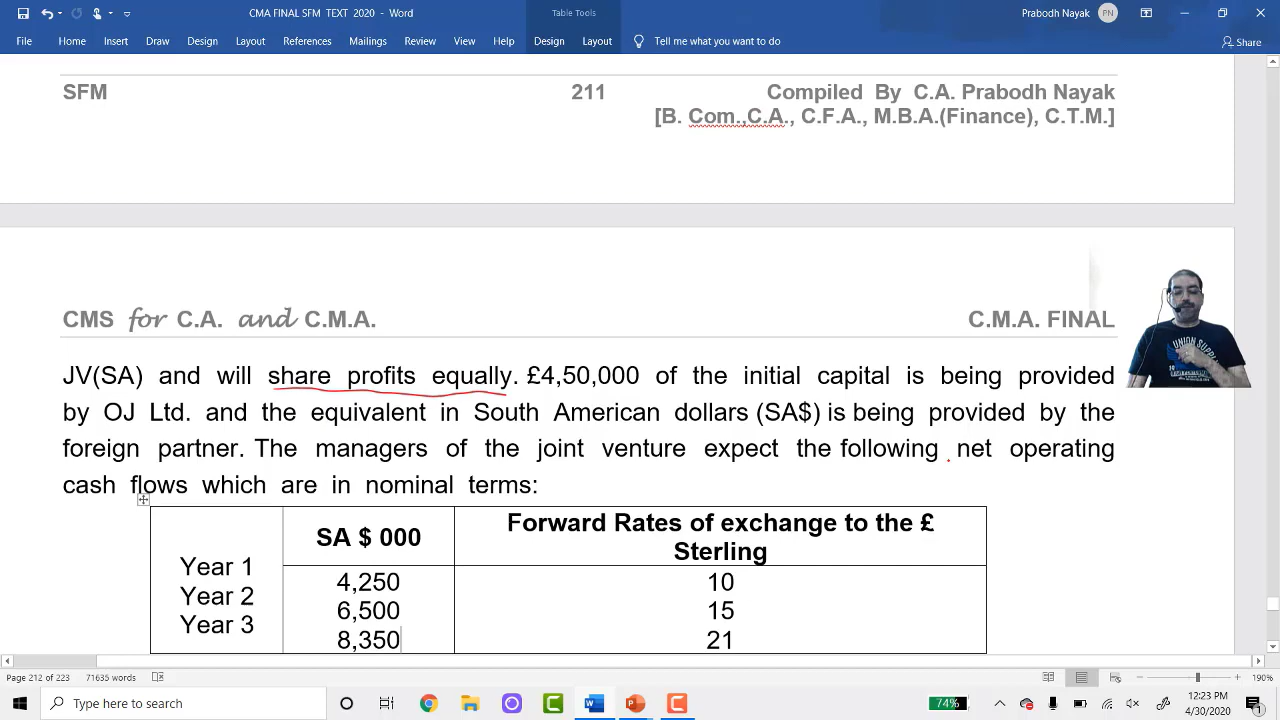 CMA FINAL SFM TEXT 2020 - Word
Table Tools
Prabodh Nayak
PN
File Home Insert Draw Design Layout References Mailings Review View Help Design Layout Tell me what you want to do
Share
SFM 211 Compiled By C.A. Prabodh Nayak
[B. Com.,C.A., C.F.A., M.B.A.(Finance), C.T.M.]
CMS for C.A. and C.M.A. C.M.A. FINAL
JV(SA) and will share profits equally. £4,50,000 of the initial capital is being provided
by OJ Ltd. and the equivalent in South American dollars (SA$) is being provided by the
foreign partner. The managers of the joint venture expect the following net operating
cash flows which are in nominal terms:
SA $ 000
Forward Rates of exchange to the £
Sterling
Year 1 4,250 10
Year 2 6,500 15
Year 3 8,350 21
UNION SUPPLY
Page 212 of 223 71635 words
190%
Type here to search
74%
12:23 PM
4/30/2020
1